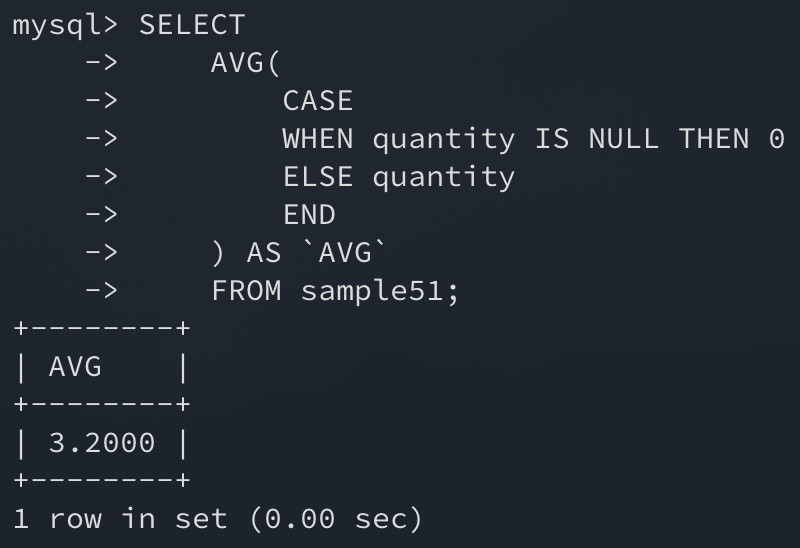 mysql> SELECT
    ->     AVG(
    ->         CASE
    ->         WHEN quantity IS NULL THEN 0
    ->         ELSE quantity
    ->         END
    ->     ) AS `AVG`
    ->     FROM sample51;
+--------+
| AVG    |
+--------+
| 3.2000 |
+--------+
1 row in set (0.00 sec)